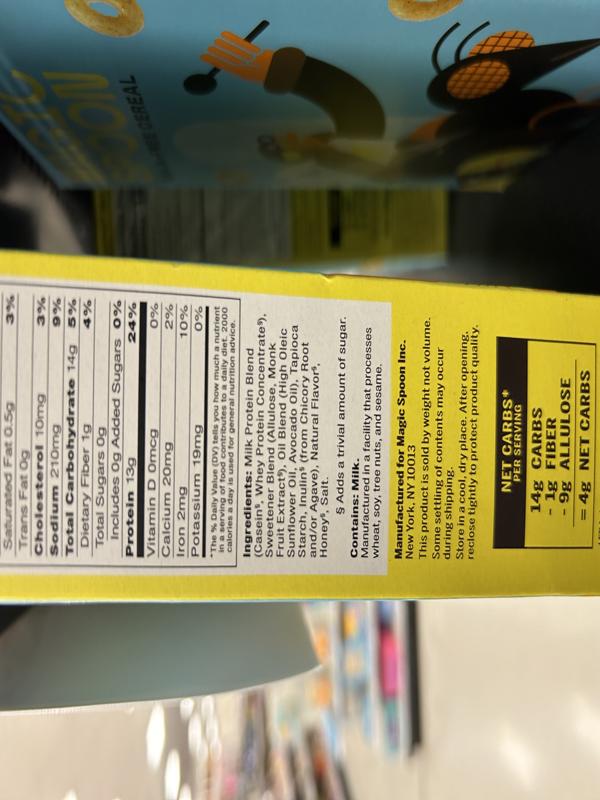 MAGIC
SPOON
CEREAL
Saturated Fat 0.5g 3%
Trans Fat 0g
Cholesterol 10mg 3%
Sodium 210mg 9%
Total Carbohydrate 14g 5%
Dietary Fiber 1g 4%
Total Sugars 0g
Includes 0g Added Sugars 0%
Protein 13g 24%
Vitamin D 0mcg 0%
Calcium 20mg 2%
Iron 2mg 10%
Potassium 19mg 0%
*The % Daily Value (DV) tells you how much a nutrient
in a serving of food contributes to a daily diet. 2000
calories a day is used for general nutrition advice.
Ingredients: Milk Protein Blend
(Casein§, Whey Protein Concentrate§),
Sweetener Blend (Allulose, Monk
Fruit Extract§), Oil Blend (High Oleic
Sunflower Oil, Avocado Oil), Tapioca
Starch, Inulin§ (from Chicory Root
and/or Agave), Natural Flavor§,
Honey§, Salt.
§ Adds a trivial amount of sugar.
Contains: Milk.
Manufactured in a facility that processes
wheat, soy, tree nuts, and sesame.
Manufactured for Magic Spoon Inc.
New York, NY 10013
This product is sold by weight not volume.
Some settling of contents may occur
during shipping.
Store in a cool, dry place. After opening,
reclose tightly to protect product quality.
NET CARBS*
PER SERVING
14g CARBS
- 1g FIBER
- 9g ALLULOSE
= 4g NET CARBS